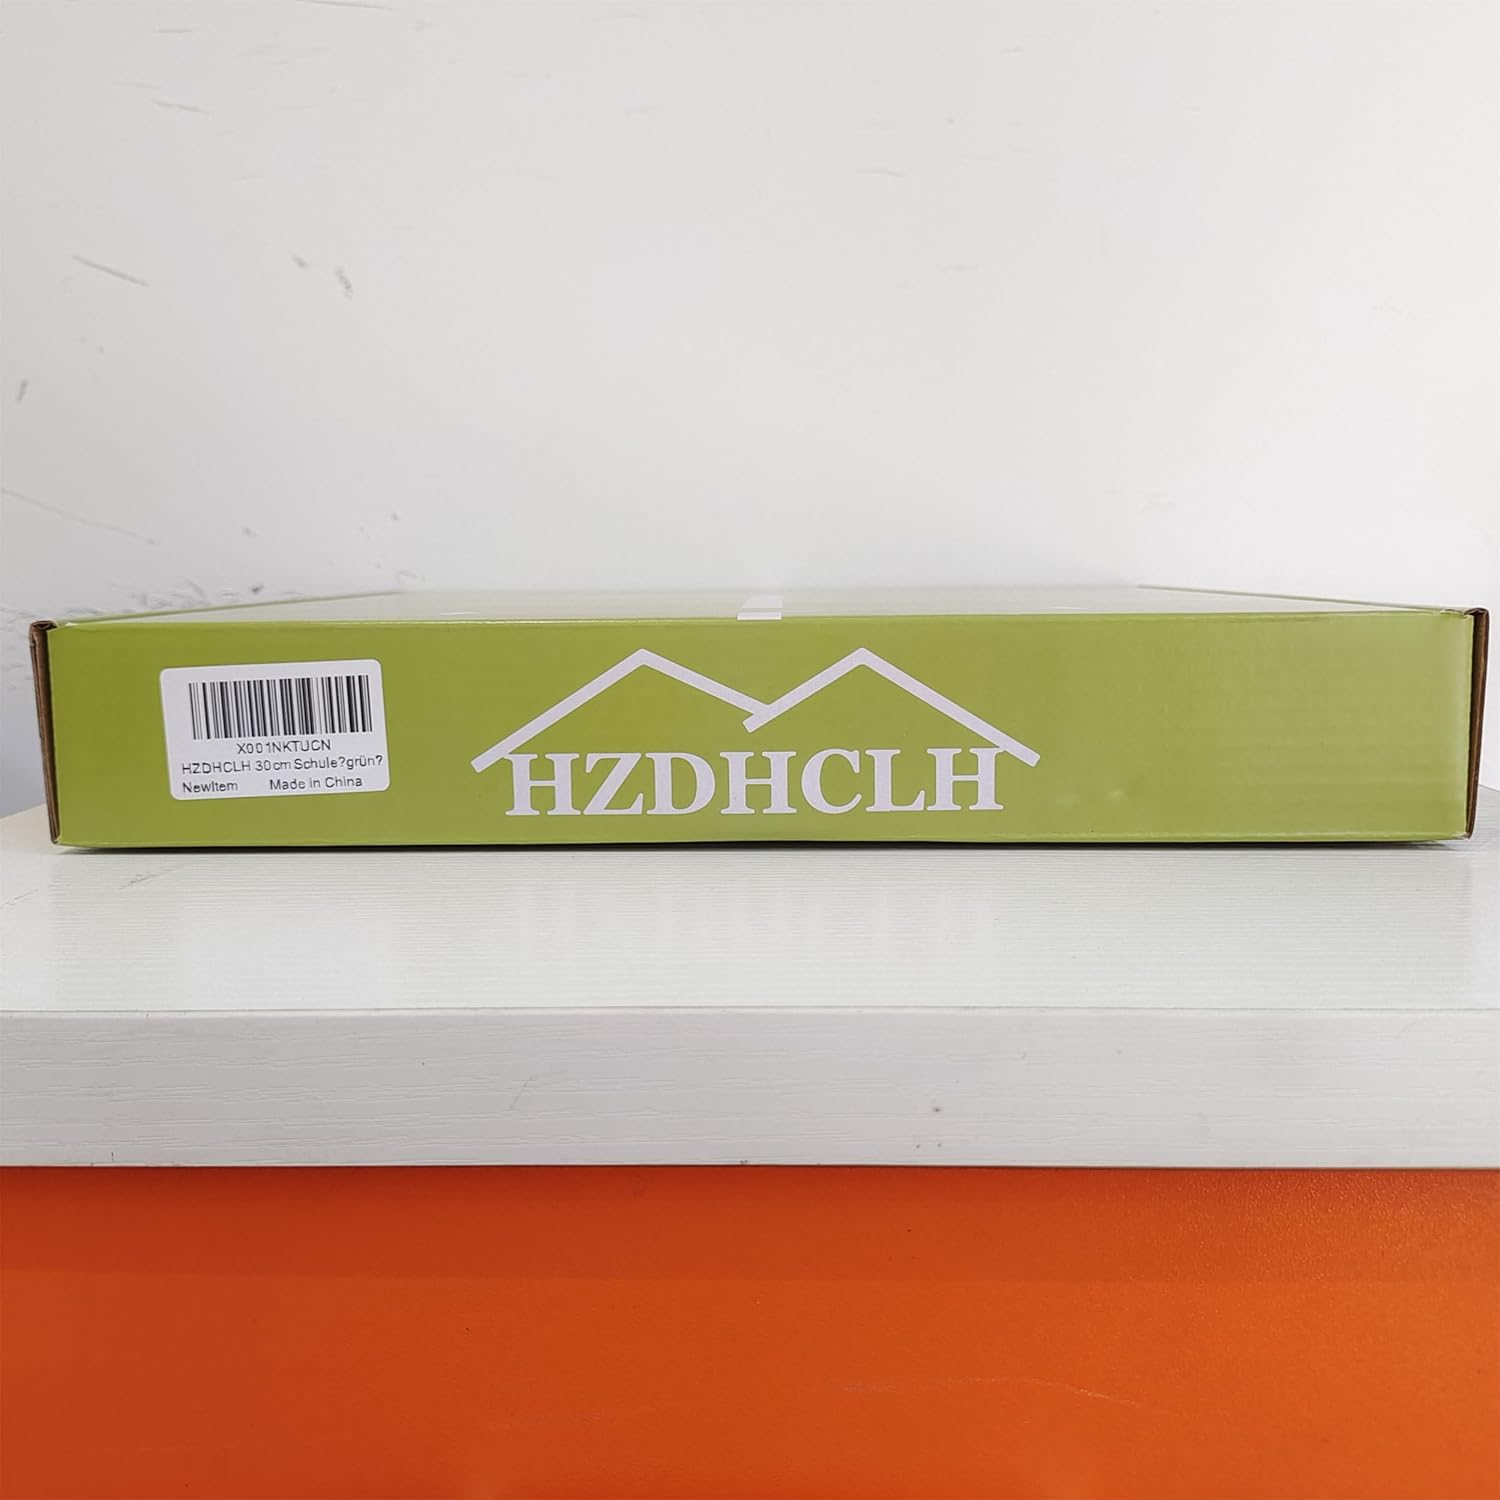 X001NKTUCN
HZDHCLH 30cm Schule?grün?
NewItem Made in China
HZDHCLH